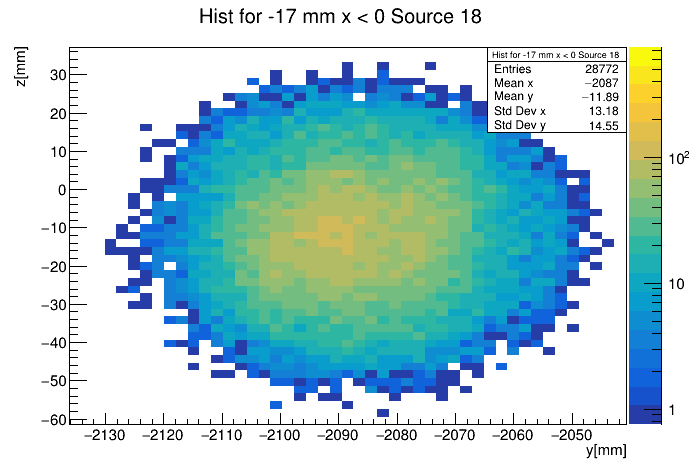 Hist for -17 mm x < 0 Source 18
z[mm]
Hist for -17 mm x < 0 Source 18
Entries 28772
Mean x −2087
Mean y −11.89
Std Dev x 13.18
Std Dev y 14.55
30
20
10
0
−10
−20
−30
−40
−50
−60
10²
10
1
−2130 −2120 −2110 −2100 −2090 −2080 −2070 −2060 −2050
y[mm]